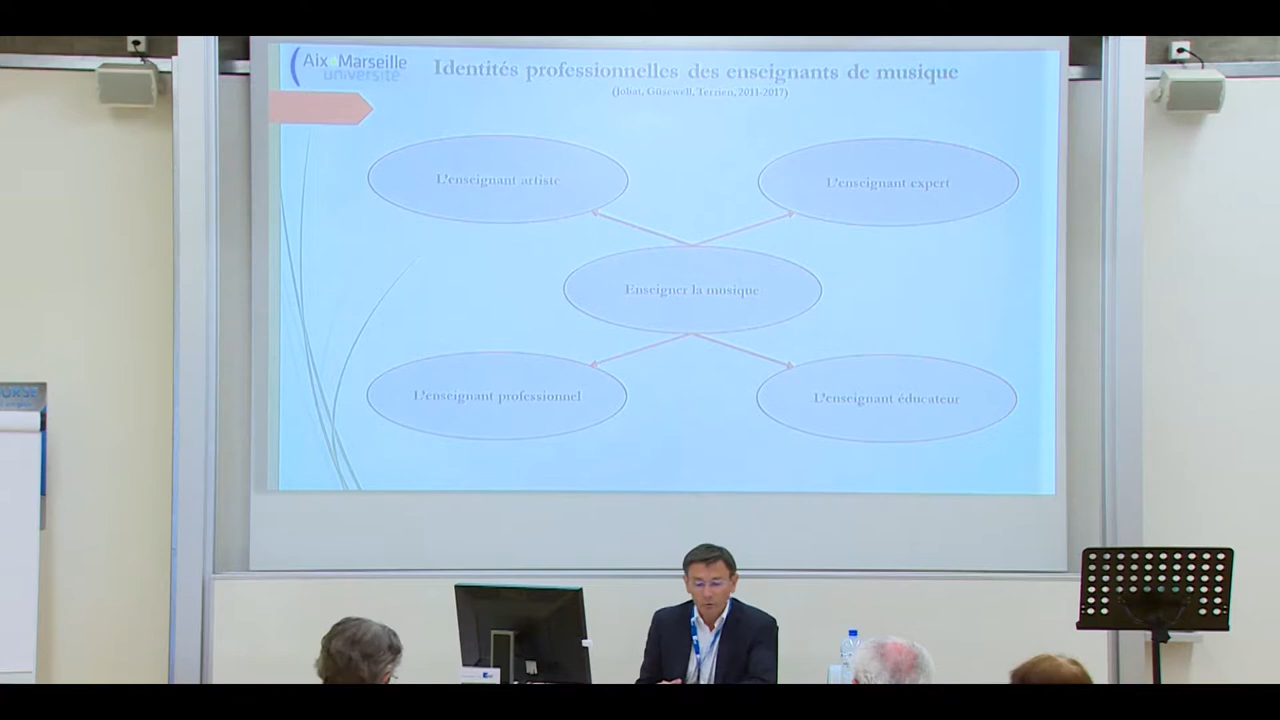 Aix Marseille
université
Identités professionnelles des enseignants de musique
(Joliat, Güsewell, Terrien, 2011-2017)
L'enseignant artiste
L'enseignant expert
Enseigner la musique
L'enseignant professionnel
L'enseignant éducateur